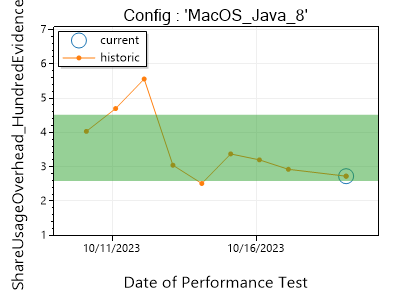 Config : 'MacOS_Java_8'
current
historic
ShareUsageOverhead_HundredEvidence
7
6
5
4
3
2
1
10/11/2023
10/16/2023
Date of Performance Test